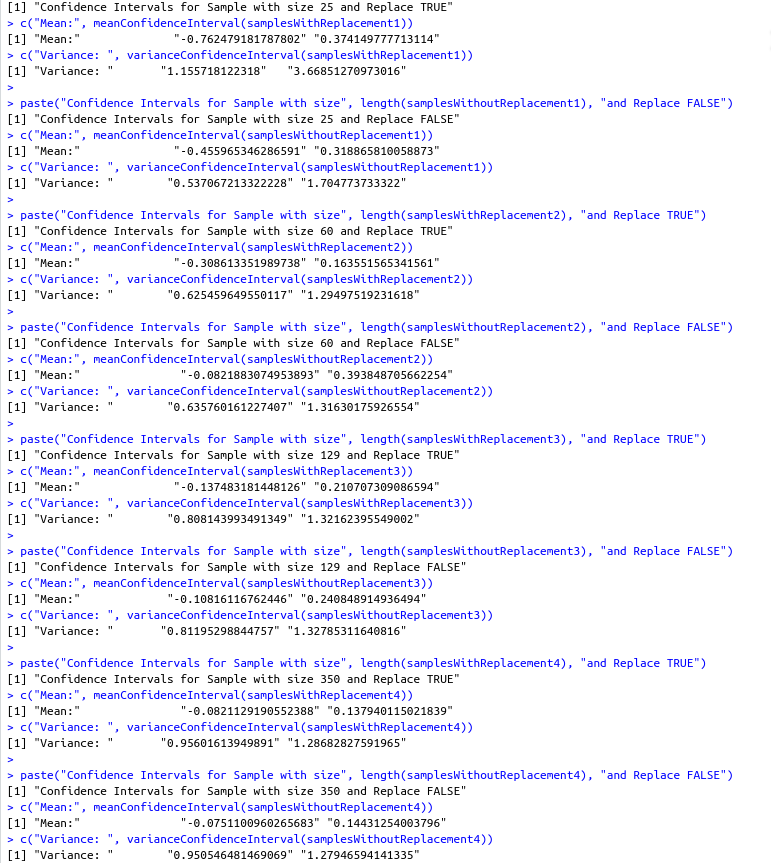 [1] "Confidence Intervals for Sample with size 25 and Replace TRUE"
> c("Mean:", meanConfidenceInterval(samplesWithReplacement1))
[1] "Mean:"              "-0.762479181787802" "0.374149777713114"
> c("Variance: ", varianceConfidenceInterval(samplesWithReplacement1))
[1] "Variance: "       "1.155718122318"   "3.66851270973016"
>
> paste("Confidence Intervals for Sample with size", length(samplesWithoutReplacement1), "and Replace FALSE")
[1] "Confidence Intervals for Sample with size 25 and Replace FALSE"
> c("Mean:", meanConfidenceInterval(samplesWithoutReplacement1))
[1] "Mean:"              "-0.455965346286591" "0.318865810058873"
> c("Variance: ", varianceConfidenceInterval(samplesWithoutReplacement1))
[1] "Variance: "        "0.537067213322228" "1.704773733322"
>
> paste("Confidence Intervals for Sample with size", length(samplesWithReplacement2), "and Replace TRUE")
[1] "Confidence Intervals for Sample with size 60 and Replace TRUE"
> c("Mean:", meanConfidenceInterval(samplesWithReplacement2))
[1] "Mean:"              "-0.308613351989738" "0.163551565341561"
> c("Variance: ", varianceConfidenceInterval(samplesWithReplacement2))
[1] "Variance: "        "0.625459649550117" "1.29497519231618"
>
> paste("Confidence Intervals for Sample with size", length(samplesWithoutReplacement2), "and Replace FALSE")
[1] "Confidence Intervals for Sample with size 60 and Replace FALSE"
> c("Mean:", meanConfidenceInterval(samplesWithoutReplacement2))
[1] "Mean:"               "-0.0821883074953893" "0.393848705662254"
> c("Variance: ", varianceConfidenceInterval(samplesWithoutReplacement2))
[1] "Variance: "        "0.635760161227407" "1.31630175926554"
>
> paste("Confidence Intervals for Sample with size", length(samplesWithReplacement3), "and Replace TRUE")
[1] "Confidence Intervals for Sample with size 129 and Replace TRUE"
> c("Mean:", meanConfidenceInterval(samplesWithReplacement3))
[1] "Mean:"              "-0.137483181448126" "0.210707309086594"
> c("Variance: ", varianceConfidenceInterval(samplesWithReplacement3))
[1] "Variance: "        "0.808143993491349" "1.32162395549002"
>
> paste("Confidence Intervals for Sample with size", length(samplesWithoutReplacement3), "and Replace FALSE")
[1] "Confidence Intervals for Sample with size 129 and Replace FALSE"
> c("Mean:", meanConfidenceInterval(samplesWithoutReplacement3))
[1] "Mean:"             "-0.10816116762446" "0.240848914936494"
> c("Variance: ", varianceConfidenceInterval(samplesWithoutReplacement3))
[1] "Variance: "       "0.81195298844757" "1.32785311640816"
>
> paste("Confidence Intervals for Sample with size", length(samplesWithReplacement4), "and Replace TRUE")
[1] "Confidence Intervals for Sample with size 350 and Replace TRUE"
> c("Mean:", meanConfidenceInterval(samplesWithReplacement4))
[1] "Mean:"               "-0.0821129190552388" "0.137940115021839"
> c("Variance: ", varianceConfidenceInterval(samplesWithReplacement4))
[1] "Variance: "       "0.95601613949891" "1.28682827591965"
>
> paste("Confidence Intervals for Sample with size", length(samplesWithoutReplacement4), "and Replace FALSE")
[1] "Confidence Intervals for Sample with size 350 and Replace FALSE"
> c("Mean:", meanConfidenceInterval(samplesWithoutReplacement4))
[1] "Mean:"               "-0.0751100960265683" "0.14431254003796"
> c("Variance: ", varianceConfidenceInterval(samplesWithoutReplacement4))
[1] "Variance: "        "0.950546481469069" "1.27946594141335"